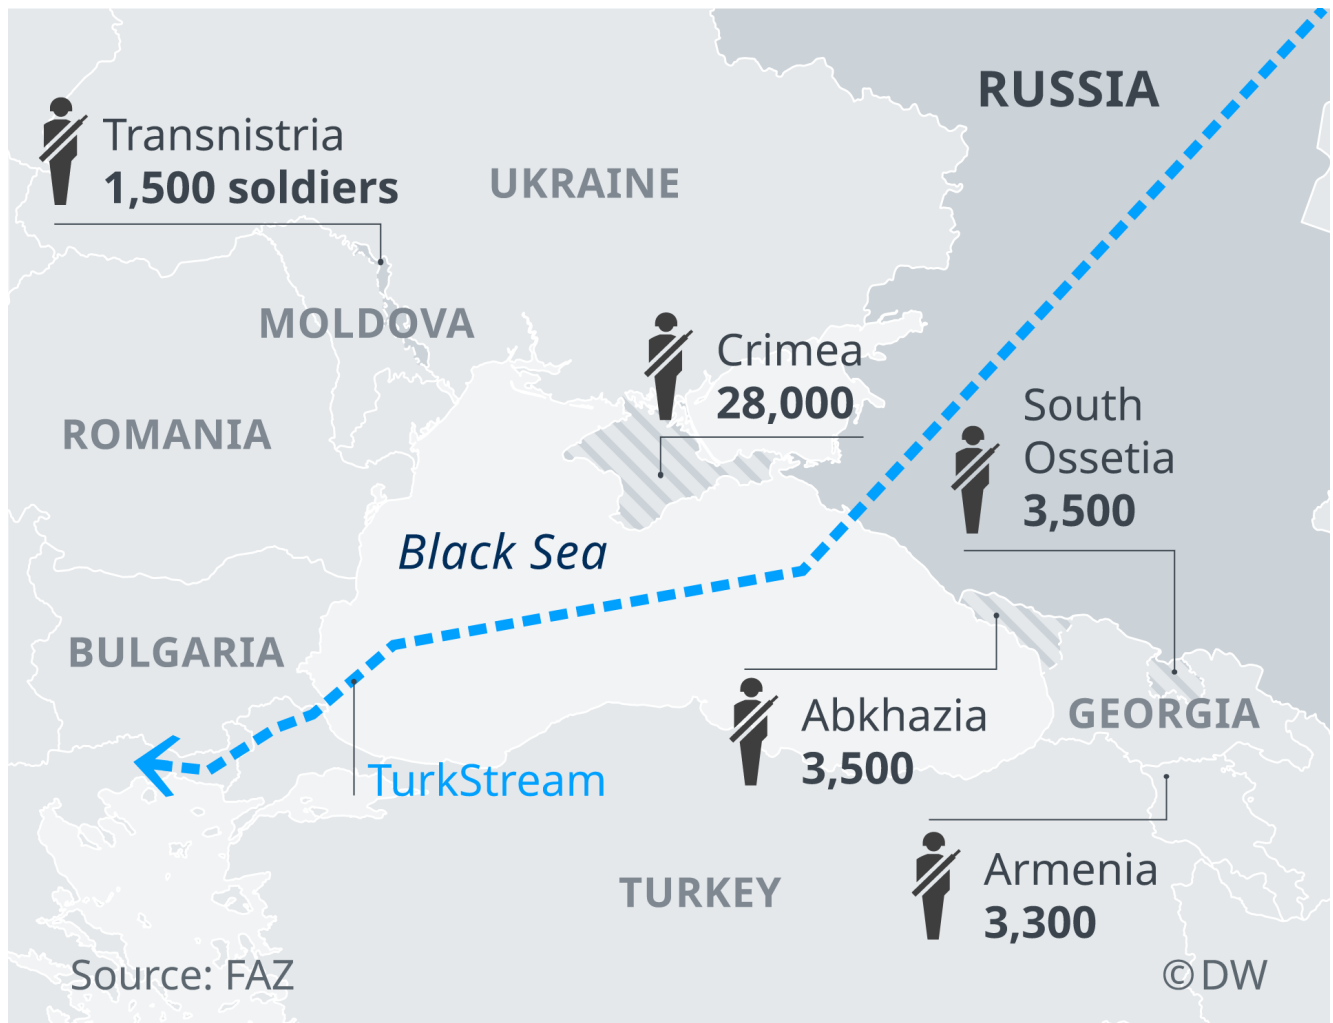 RUSSIA
Transnistria
1,500 soldiers
UKRAINE
MOLDOVA
Crimea
28,000
South
Ossetia
3,500
ROMANIA
Black Sea
BULGARIA
Abkhazia
3,500
GEORGIA
TurkStream
Armenia
3,300
TURKEY
Source: FAZ
© DW